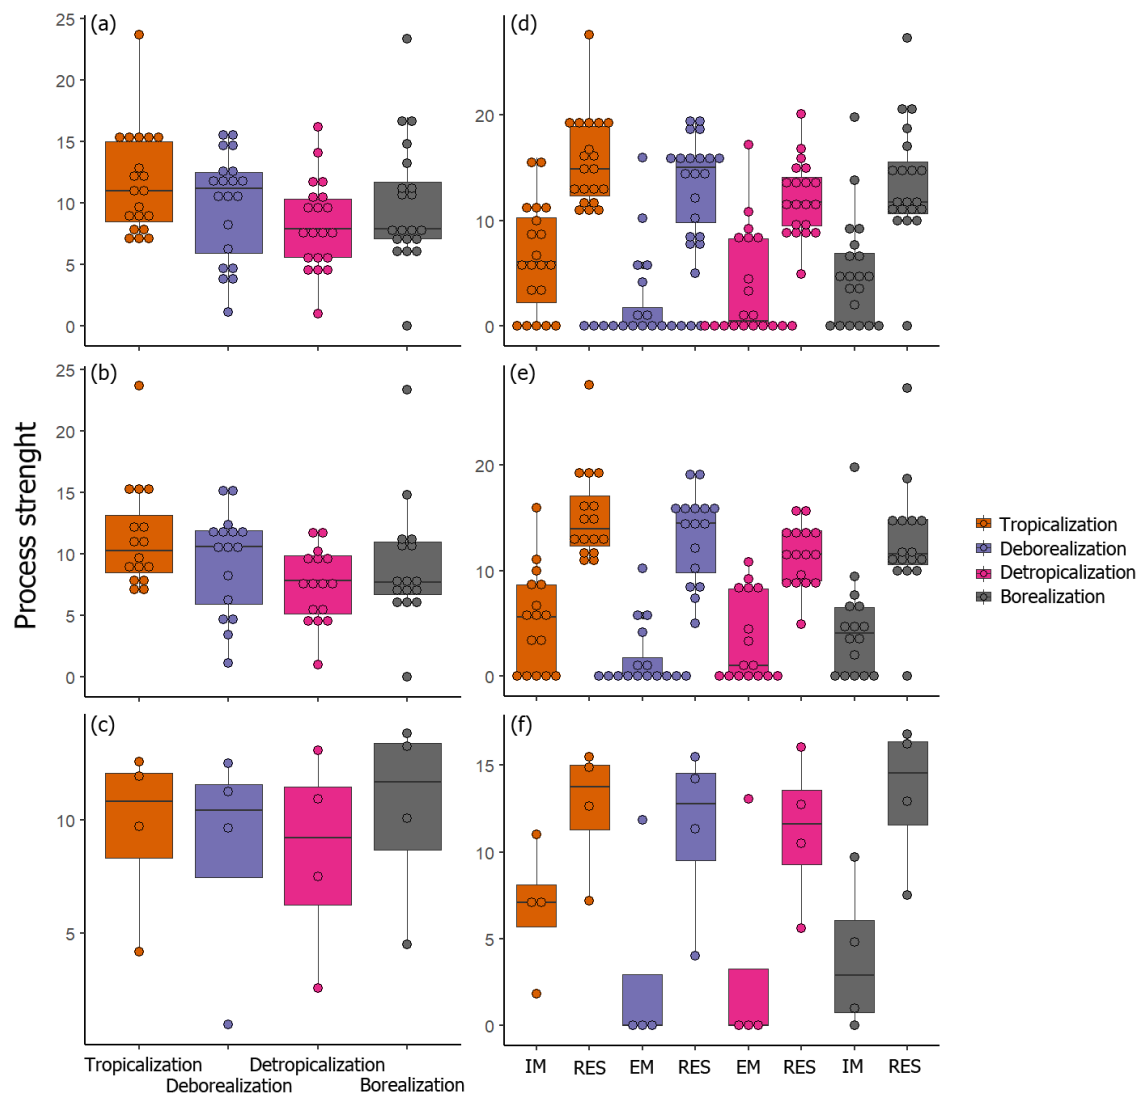 (a)
25
20
15
10
5
0
(d)
20
10
0
(b)
25
20
15
10
5
0
(e)
20
10
0
Process strenght
Tropicalization
Deborealization
Detropicalization
Borealization
(c)
10
5
(f)
15
10
5
0
Tropicalization
Deborealization
Detropicalization
Borealization
IM RES EM RES EM RES IM RES